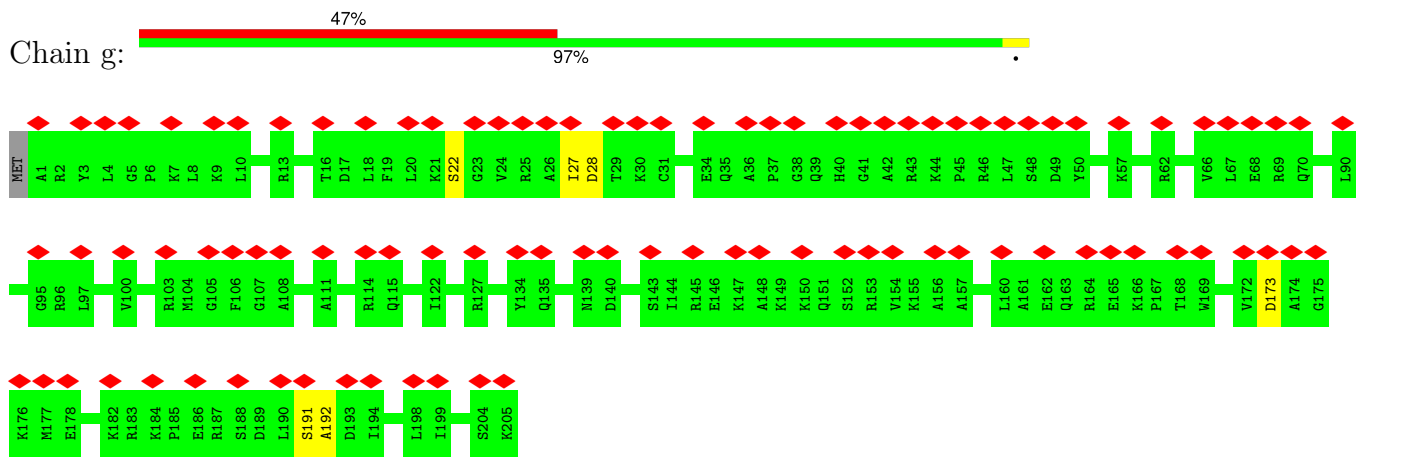 47%
Chain g:
97%
.
MET A1 R2 Y3 L4 G5 P6 K7 L8 K9 L10 R13 T16 D17 L18 F19 L20 K21 S22 G23 V24 R25 A26 I27 D28 T29 K30 C31 E34 Q35 A36 P37 G38 Q39 H40 G41 A42 R43 K44 P45 R46 L47 S48 D49 Y50 K57 R62 V66 L67 E68 R69 Q70 L90
G95 R96 L97 V100 R103 M104 G105 F106 G107 A108 A111 R114 Q115 I122 R127 Y134 Q135 N139 D140 S143 I144 R145 E146 K147 A148 K149 K150 Q151 S152 R153 V154 K155 A156 A157 L160 A161 E162 Q163 R164 E165 K166 P167 T168 W169 V172 D173 A174 G175
K176 M177 E178 K182 R183 K184 P185 E186 R187 S188 D189 L190 S191 A192 D193 I194 L198 I199 S204 K205